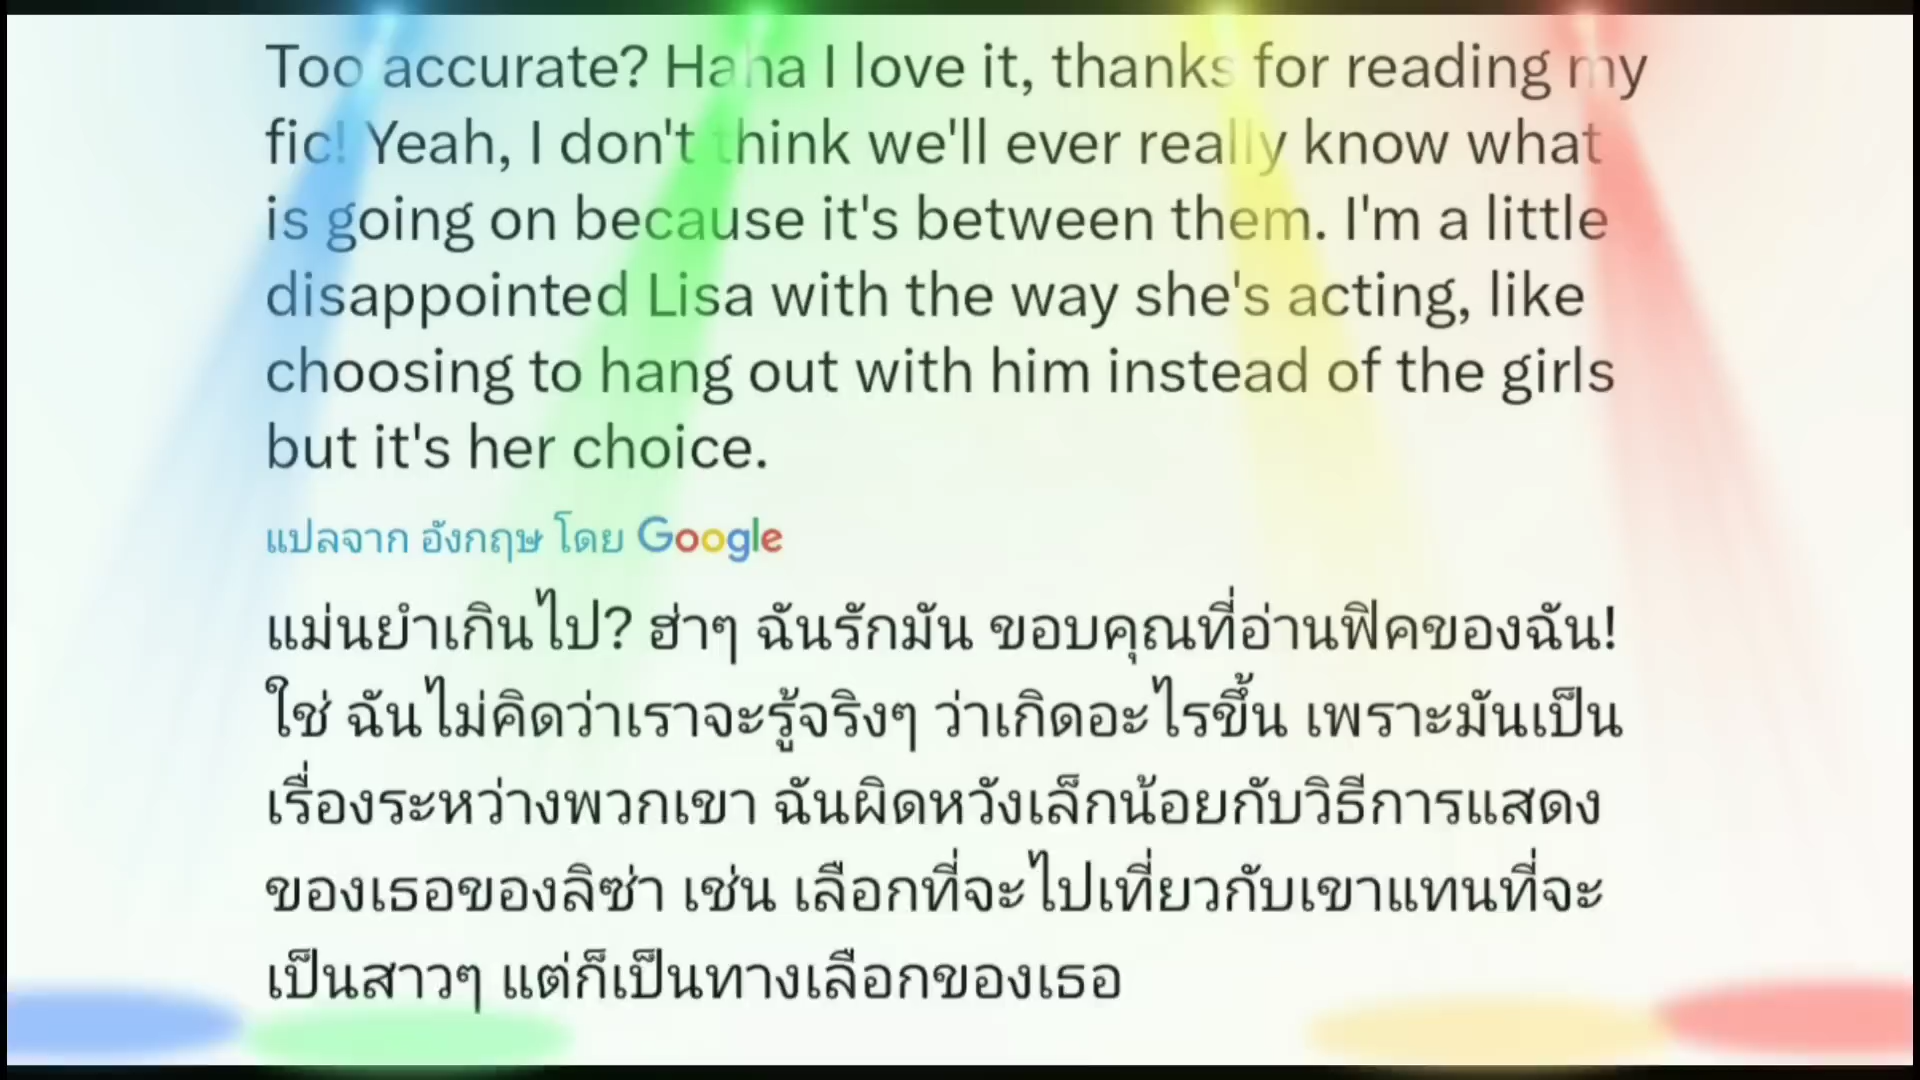 Too accurate? Haha I love it, thanks for reading my
fic! Yeah, I don't think we'll ever really know what
is going on because it's between them. I'm a little
disappointed Lisa with the way she's acting, like
choosing to hang out with him instead of the girls
but it's her choice.
แปลจาก อังกฤษ โดย Google
แม่นยำเกินไป? ฮ่าๆ ฉันรักมัน ขอบคุณที่อ่านฟิคของฉัน!
ใช่ ฉันไม่คิดว่าเราจะรู้จริงๆ ว่าเกิดอะไรขึ้น เพราะมันเป็น
เรื่องระหว่างพวกเขา ฉันผิดหวังเล็กน้อยกับวิธีการแสดง
ของเธอของลิซ่า เช่น เลือกที่จะไปเที่ยวกับเขาแทนที่จะ
เป็นสาวๆ แต่ก็เป็นทางเลือกของเธอ